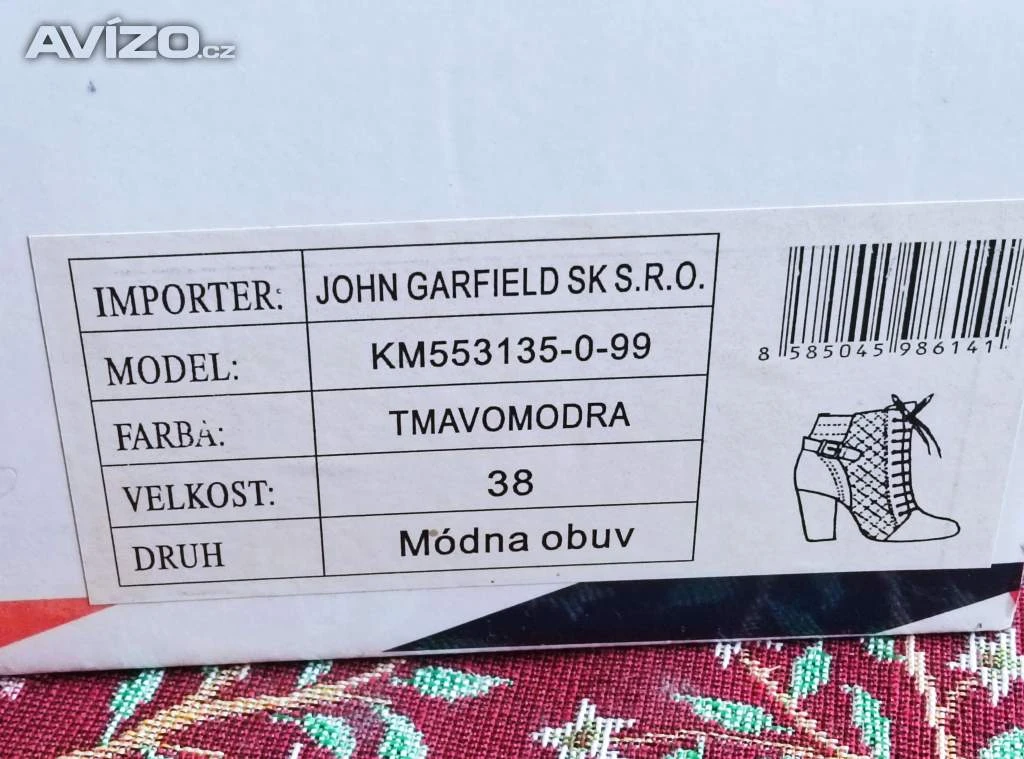 AVÍZO.cz
IMPORTER: JOHN GARFIELD SK S.R.O.
MODEL: KM553135-0-99
FARBA: TMAVOMODRA
VELKOST: 38
DRUH Módna obuv
8 585045 986141